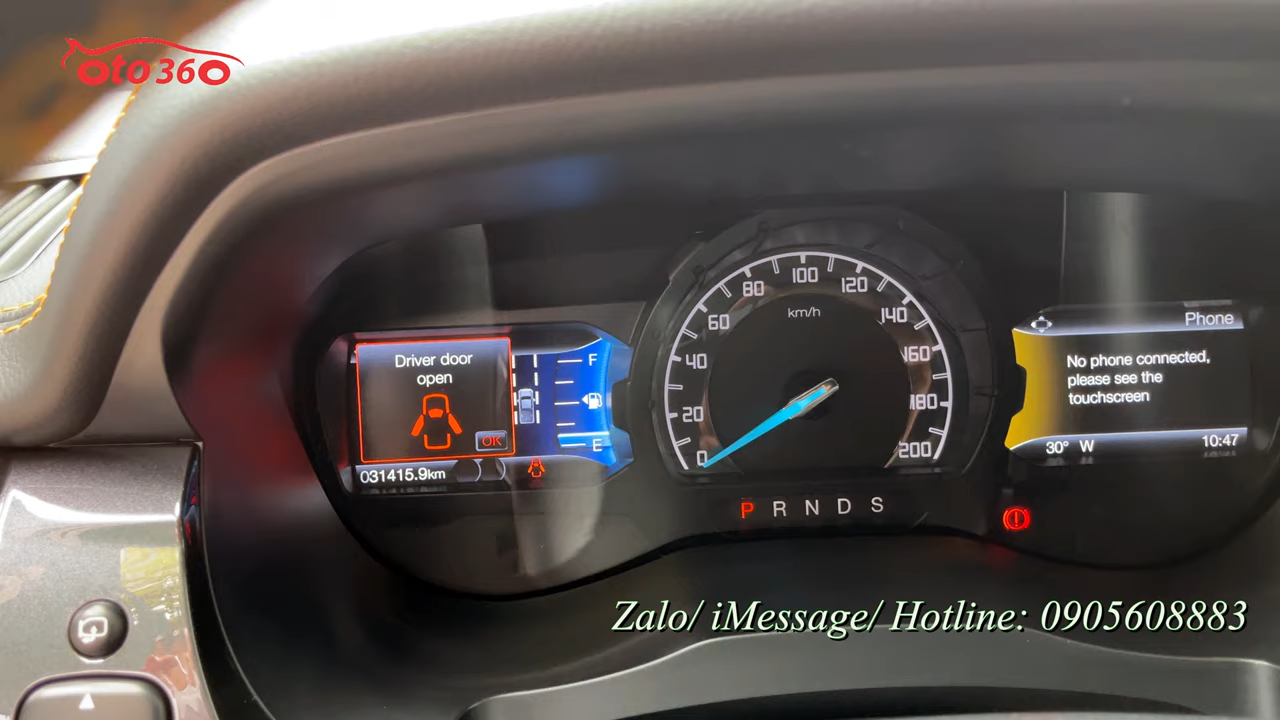 oto360
Driver door
open
OK
F
E
031415.9km
0
20
40
60
80
100
120
140
160
180
200
km/h
P R N D S
Phone
No phone connected,
please see the
touchscreen
30° W
10:47
Zalo/ iMessage/ Hotline: 0905608883